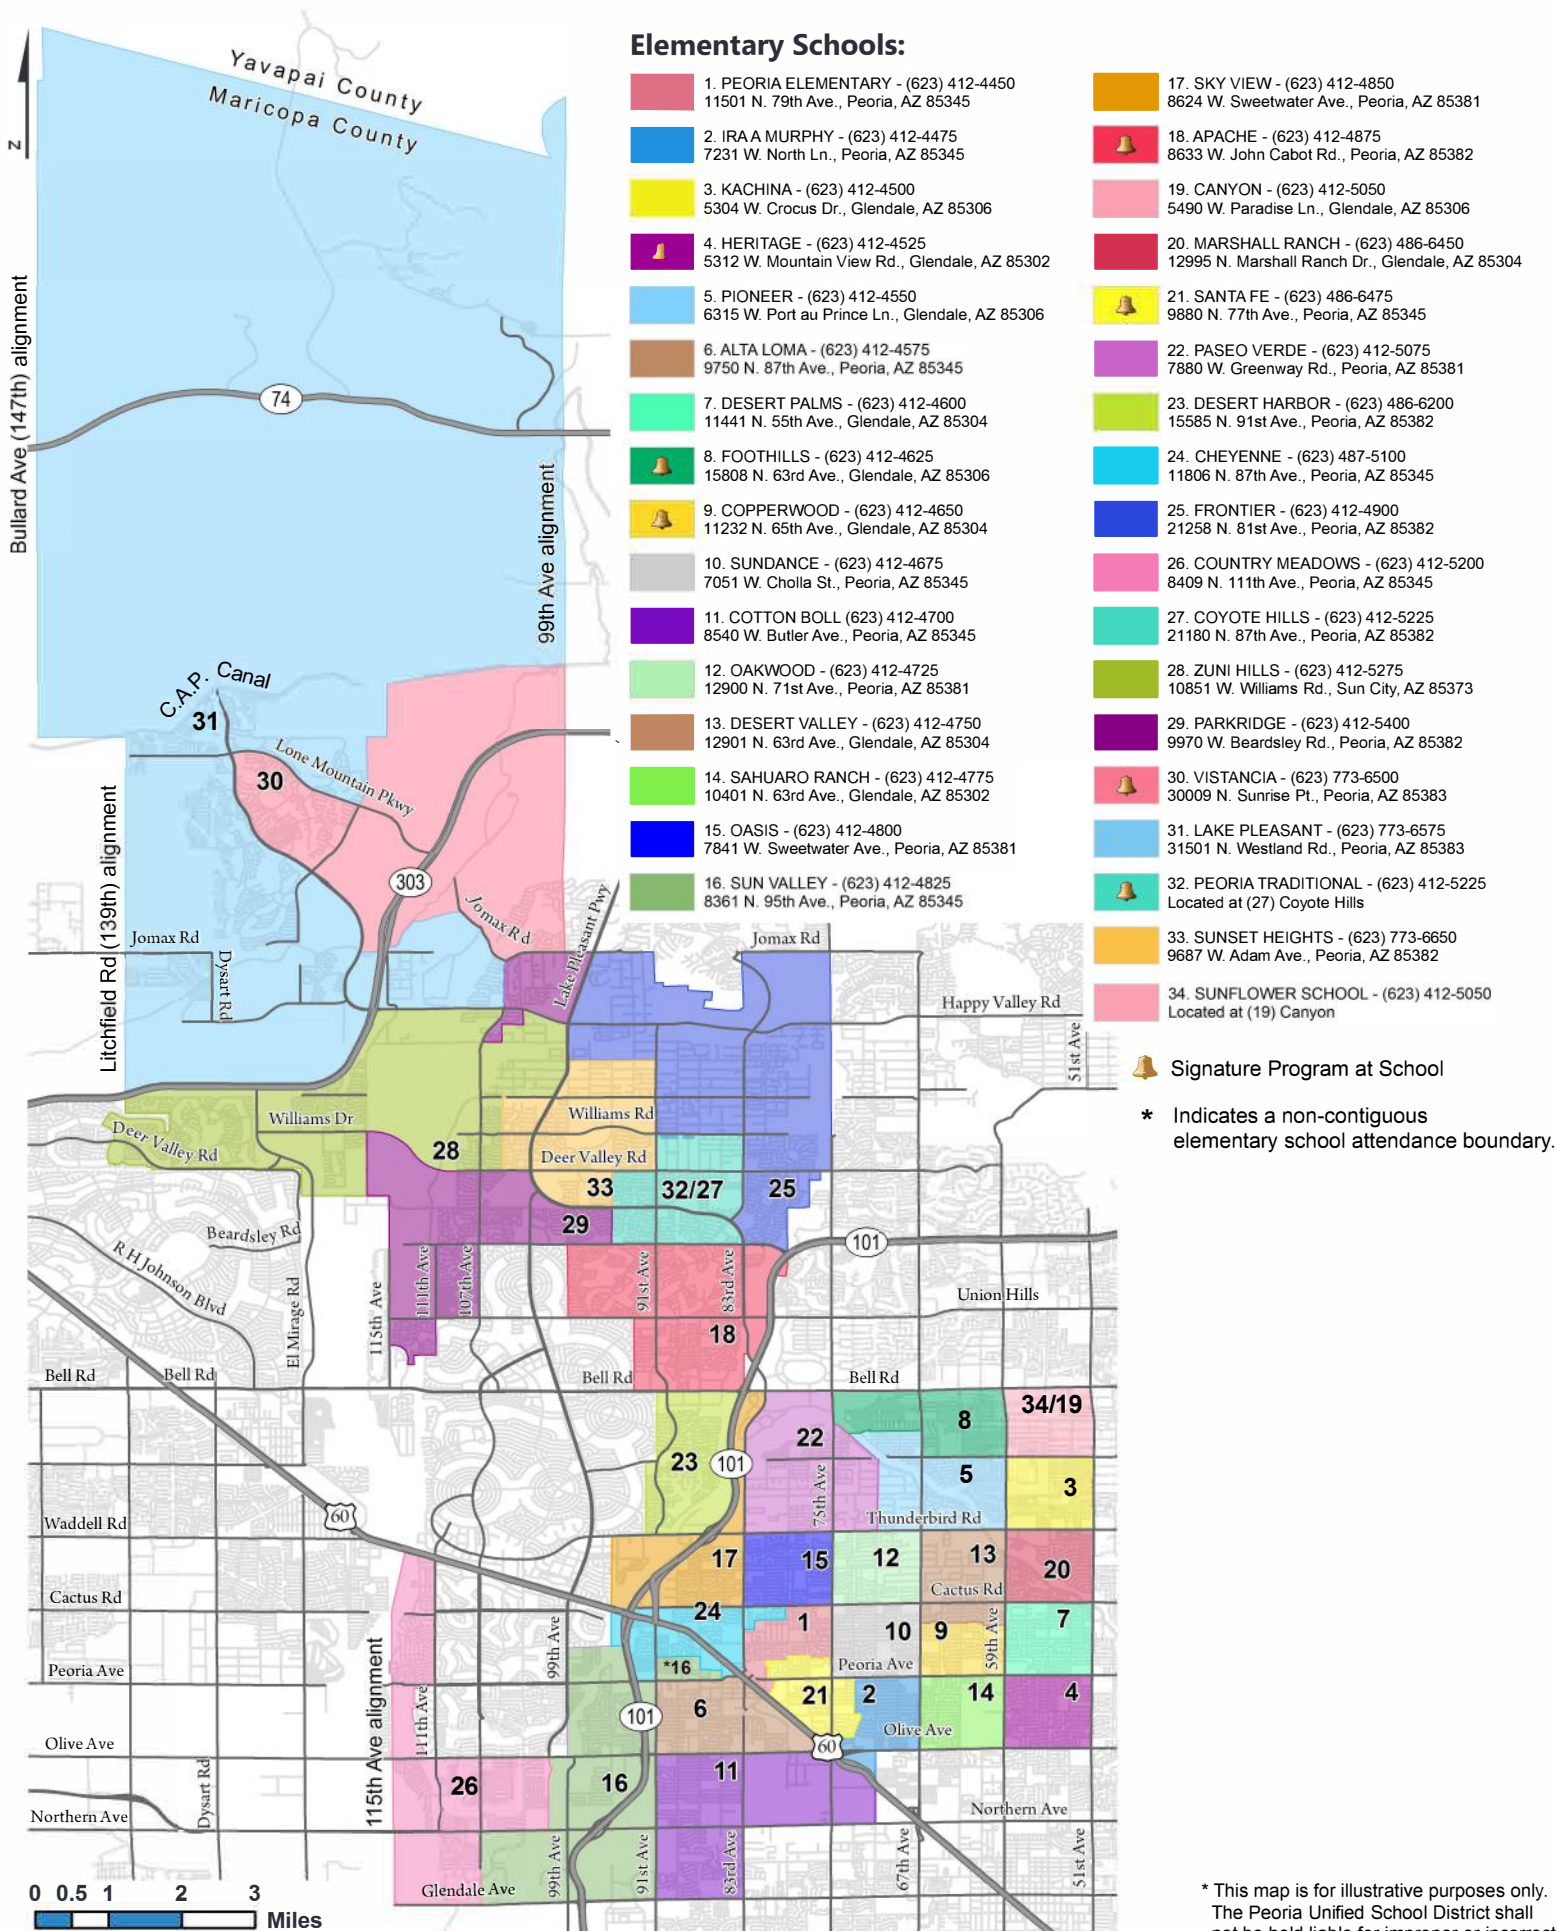 Elementary Schools:
1. PEORIA ELEMENTARY - (623) 412-4450
11501 N. 79th Ave., Peoria, AZ 85345
2. IRA A MURPHY - (623) 412-4475
7231 W. North Ln., Peoria, AZ 85345
3. KACHINA - (623) 412-4500
5304 W. Crocus Dr., Glendale, AZ 85306
4. HERITAGE - (623) 412-4525
5312 W. Mountain View Rd., Glendale, AZ 85302
5. PIONEER - (623) 412-4550
6315 W. Port au Prince Ln., Glendale, AZ 85306
6. ALTA LOMA - (623) 412-4575
9750 N. 87th Ave., Peoria, AZ 85345
7. DESERT PALMS - (623) 412-4600
11441 N. 55th Ave., Glendale, AZ 85304
8. FOOTHILLS - (623) 412-4625
15808 N. 63rd Ave., Glendale, AZ 85306
9. COPPERWOOD - (623) 412-4650
11232 N. 65th Ave., Glendale, AZ 85304
10. SUNDANCE - (623) 412-4675
7051 W. Cholla St., Peoria, AZ 85345
11. COTTON BOLL (623) 412-4700
8540 W. Butler Ave., Peoria, AZ 85345
12. OAKWOOD - (623) 412-4725
12900 N. 71st Ave., Peoria, AZ 85381
13. DESERT VALLEY - (623) 412-4750
12901 N. 63rd Ave., Glendale, AZ 85304
14. SAHUARO RANCH - (623) 412-4775
10401 N. 63rd Ave., Glendale, AZ 85302
15. OASIS - (623) 412-4800
7841 W. Sweetwater Ave., Peoria, AZ 85381
16. SUN VALLEY - (623) 412-4825
8361 N. 95th Ave., Peoria, AZ 85345
17. SKY VIEW - (623) 412-4850
8624 W. Sweetwater Ave., Peoria, AZ 85381
18. APACHE - (623) 412-4875
8633 W. John Cabot Rd., Peoria, AZ 85382
19. CANYON - (623) 412-5050
5490 W. Paradise Ln., Glendale, AZ 85306
20. MARSHALL RANCH - (623) 486-6450
12995 N. Marshall Ranch Dr., Glendale, AZ 85304
21. SANTA FE - (623) 486-6475
9880 N. 77th Ave., Peoria, AZ 85345
22. PASEO VERDE - (623) 412-5075
7880 W. Greenway Rd., Peoria, AZ 85381
23. DESERT HARBOR - (623) 486-6200
15585 N. 91st Ave., Peoria, AZ 85382
24. CHEYENNE - (623) 487-5100
11806 N. 87th Ave., Peoria, AZ 85345
25. FRONTIER - (623) 412-4900
21258 N. 81st Ave., Peoria, AZ 85382
26. COUNTRY MEADOWS - (623) 412-5200
8409 N. 111th Ave., Peoria, AZ 85345
27. COYOTE HILLS - (623) 412-5225
21180 N. 87th Ave., Peoria, AZ 85382
28. ZUNI HILLS - (623) 412-5275
10851 W. Williams Rd., Sun City, AZ 85373
29. PARKRIDGE - (623) 412-5400
9970 W. Beardsley Rd., Peoria, AZ 85382
30. VISTANCIA - (623) 773-6500
30009 N. Sunrise Pt., Peoria, AZ 85383
31. LAKE PLEASANT - (623) 773-6575
31501 N. Westland Rd., Peoria, AZ 85383
32. PEORIA TRADITIONAL - (623) 412-5225
Located at (27) Coyote Hills
33. SUNSET HEIGHTS - (623) 773-6650
9687 W. Adam Ave., Peoria, AZ 85382
34. SUNFLOWER SCHOOL - (623) 412-5050
Located at (19) Canyon
Signature Program at School
* Indicates a non-contiguous
elementary school attendance boundary.
N
Yavapai County
Maricopa County
Bullard Ave (147th) alignment
74
99th Ave alignment
C.A.P. Canal
31
30
Lone Mountain Pkwy
303
Litchfield Rd (139th) alignment
Jomax Rd
Dysart Rd
Jomax Rd
Lake Pleasant Pwy
Jomax Rd
Happy Valley Rd
51st Ave
Williams Dr
Williams Rd
Deer Valley Rd
28
Deer Valley Rd
33
32/27
25
29
Beardsley Rd
R H Johnson Blvd
El Mirage Rd
115th Ave
111th Ave
107th Ave
91st Ave
83rd Ave
101
Union Hills
18
Bell Rd
Bell Rd
Bell Rd
Bell Rd
34/19
8
22
23
101
5
3
75th Ave
60
Waddell Rd
Thunderbird Rd
17
15
12
13
20
Cactus Rd
Cactus Rd
24
1
10
9
7
99th Ave
59th Ave
Peoria Ave
*16
Peoria Ave
115th Ave alignment
111th Ave
101
6
21
2
14
4
Olive Ave
Olive Ave
60
Dysart Rd
26
16
11
Northern Ave
Northern Ave
99th Ave
91st Ave
83rd Ave
67th Ave
51st Ave
Glendale Ave
0 0.5 1 2 3
Miles
* This map is for illustrative purposes only.
The Peoria Unified School District shall
not be held liable for improper or incorrect